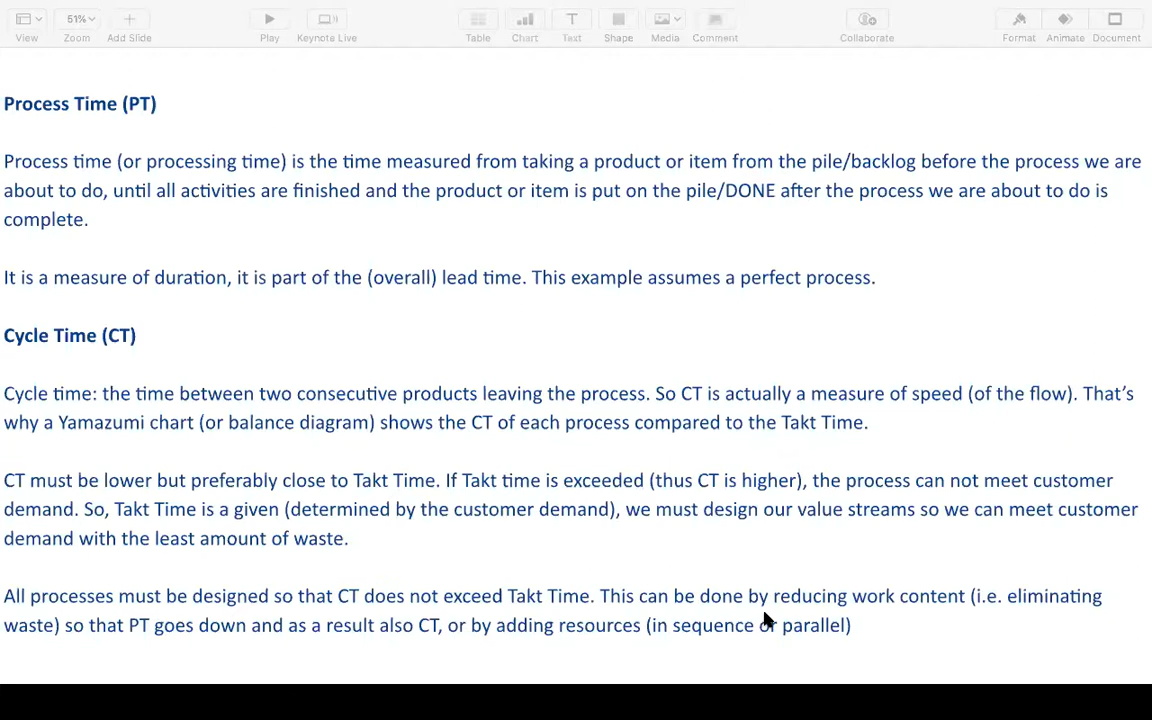 View
51%
Zoom
Add Slide
Play
Keynote Live
Table
Chart
Text
Shape
Media
Comment
Collaborate
Format
Animate
Document
Process Time (PT)
Process time (or processing time) is the time measured from taking a product or item from the pile/backlog before the process we are
about to do, until all activities are finished and the product or item is put on the pile/DONE after the process we are about to do is
complete.
It is a measure of duration, it is part of the (overall) lead time. This example assumes a perfect process.
Cycle Time (CT)
Cycle time: the time between two consecutive products leaving the process. So CT is actually a measure of speed (of the flow). That’s
why a Yamazumi chart (or balance diagram) shows the CT of each process compared to the Takt Time.
CT must be lower but preferably close to Takt Time. If Takt time is exceeded (thus CT is higher), the process can not meet customer
demand. So, Takt Time is a given (determined by the customer demand), we must design our value streams so we can meet customer
demand with the least amount of waste.
All processes must be designed so that CT does not exceed Takt Time. This can be done by reducing work content (i.e. eliminating
waste) so that PT goes down and as a result also CT, or by adding resources (in sequence or parallel)